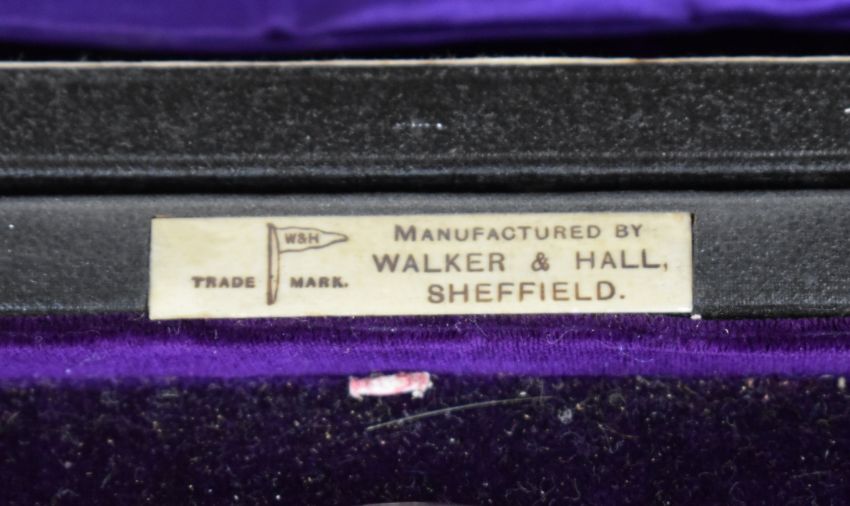 W&H
TRADE MARK.
MANUFACTURED BY
WALKER & HALL,
SHEFFIELD.